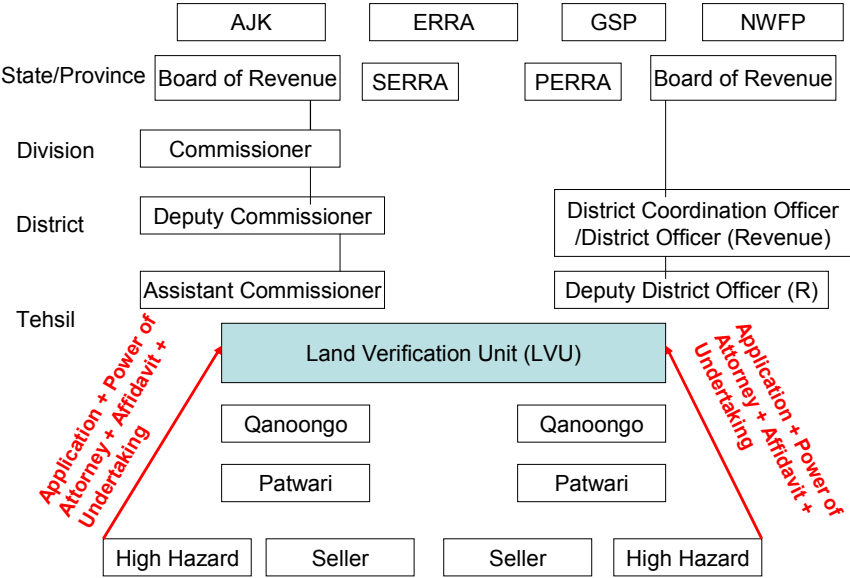 AJK
ERRA
GSP
NWFP
State/Province
Board of Revenue
SERRA
PERRA
Board of Revenue
Division
Commissioner
District
Deputy Commissioner
District Coordination Officer
/District Officer (Revenue)
Assistant Commissioner
Deputy District Officer (R)
Tehsil
Land Verification Unit (LVU)
Application + Power of
Attorney + Affidavit +
Undertaking
Application + Power of
Attorney + Affidavit +
Undertaking
Qanoongo
Qanoongo
Patwari
Patwari
High Hazard
Seller
Seller
High Hazard